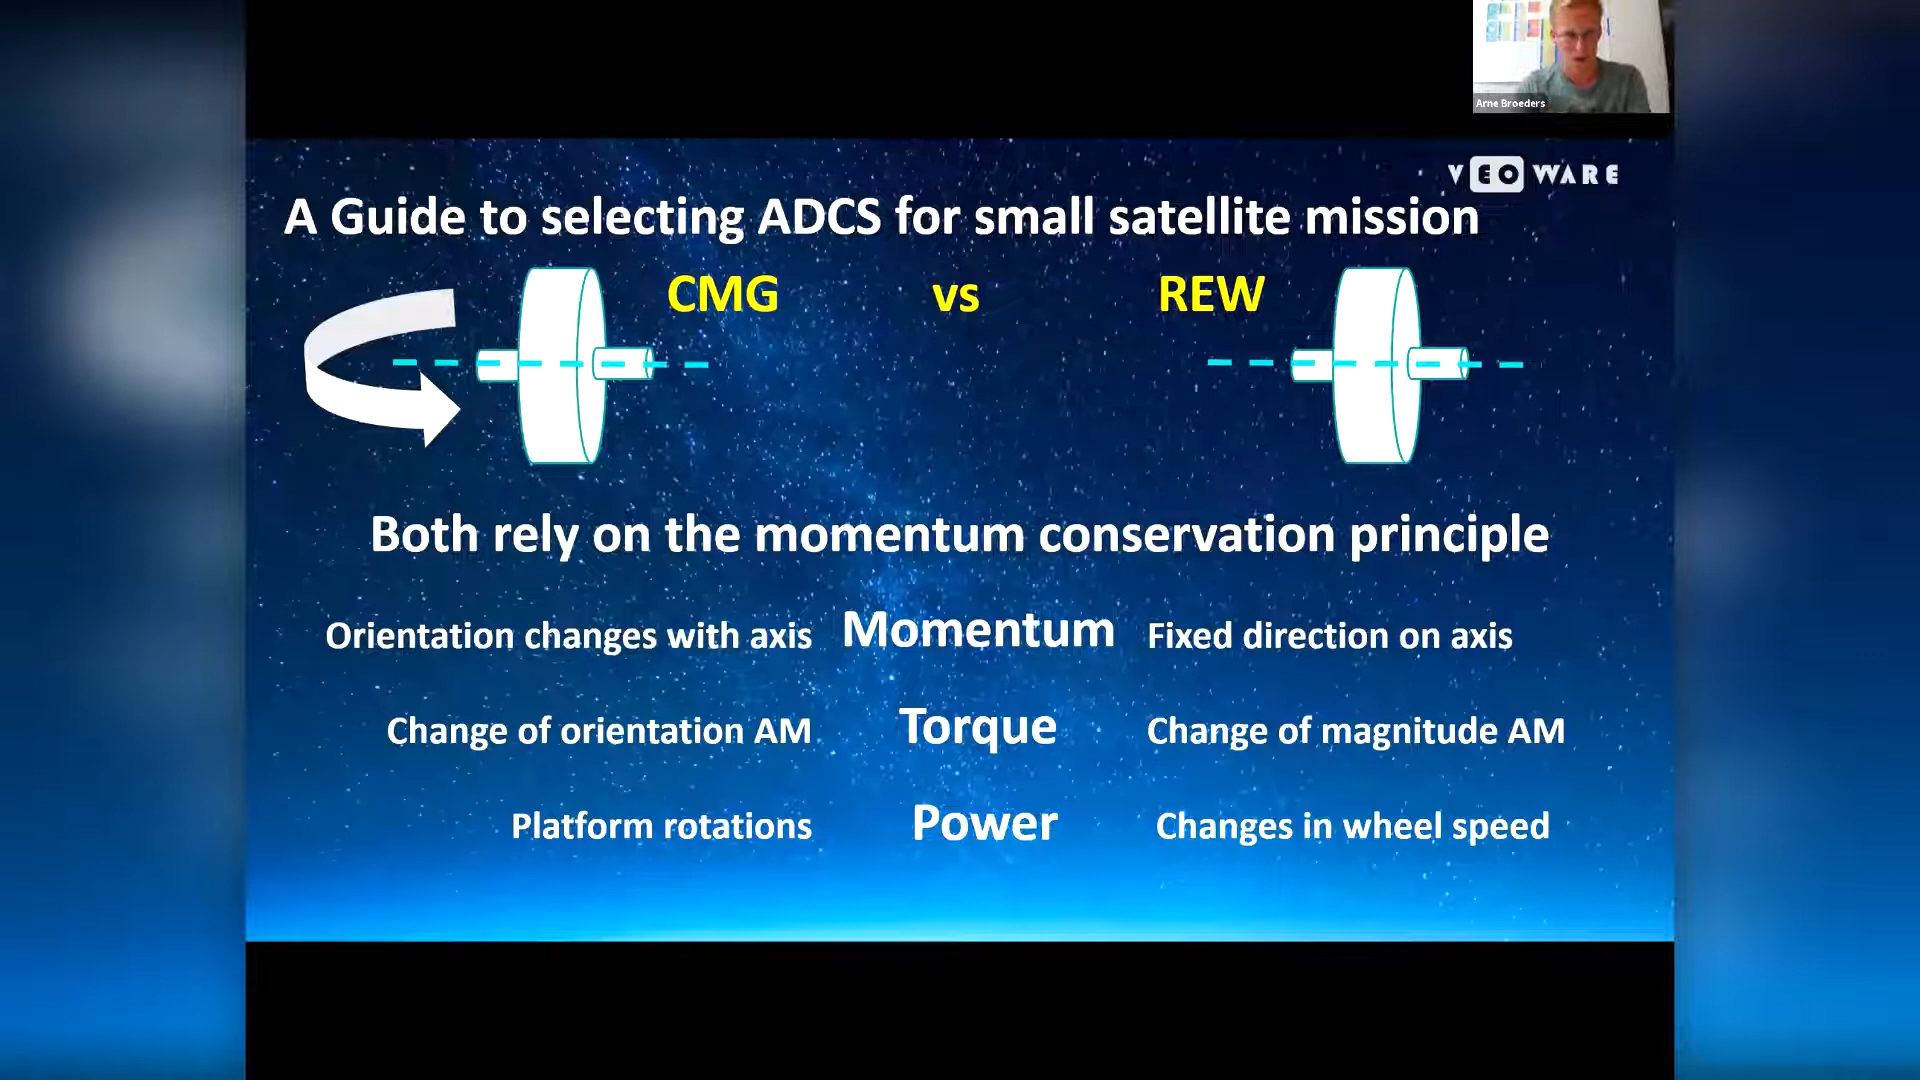 Arne Broeders
VEOWARE
A Guide to selecting ADCS for small satellite mission
CMG vs REW
Both rely on the momentum conservation principle
Orientation changes with axis Momentum Fixed direction on axis
Change of orientation AM Torque Change of magnitude AM
Platform rotations Power Changes in wheel speed